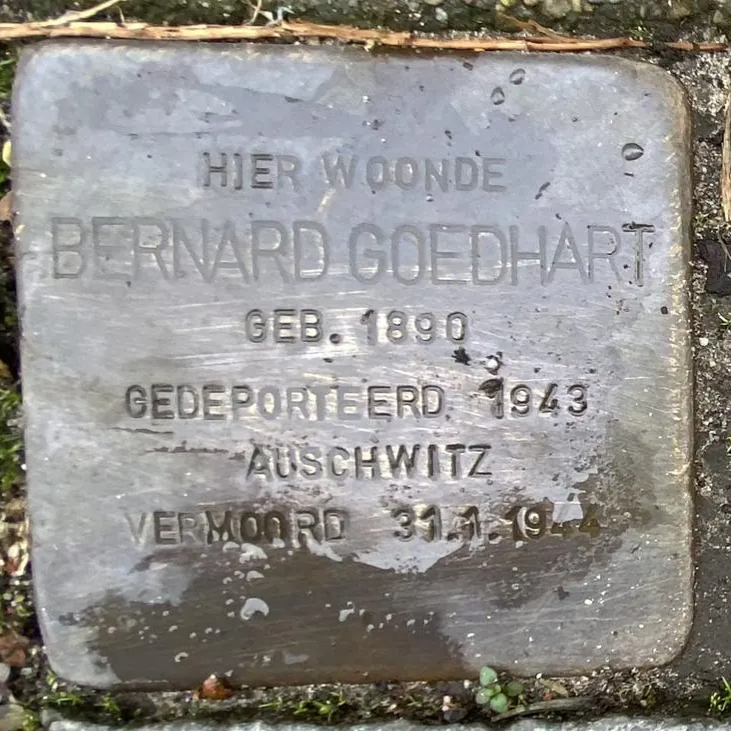 HIER WOONDE
BERNARD GOEDHART
GEB. 1890
GEDEPORTEERD 1943
AUSCHWITZ
VERMOORD 31.1.1944